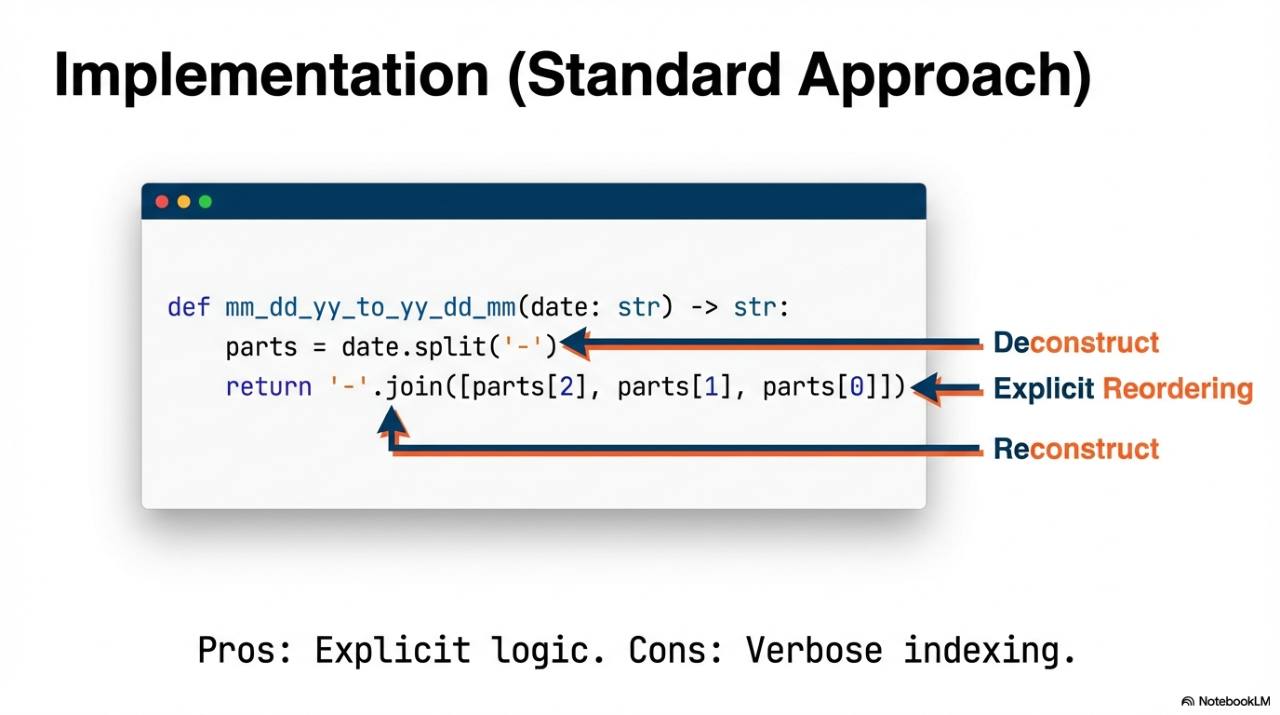 Implementation (Standard Approach)
def mm_dd_yy_to_yy_dd_mm(date: str) -> str:
    parts = date.split('-')
    return '-'.join([parts[2], parts[1], parts[0]])
Deconstruct
Explicit Reordering
Reconstruct
Pros: Explicit logic. Cons: Verbose indexing.
NotebookLM